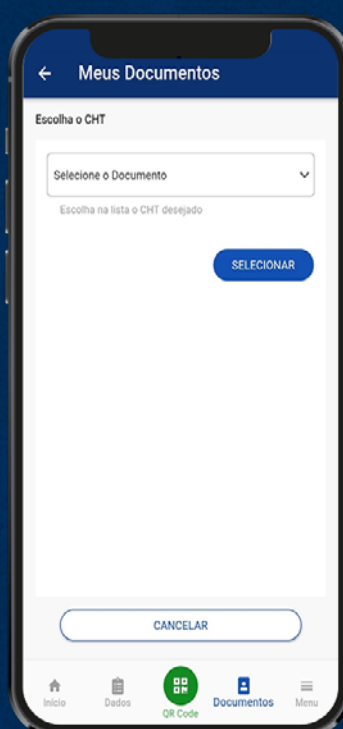 Meus Documentos
Escolha o CHT
Selecione o Documento
Escolha na lista o CHT desejado
SELECIONAR
CANCELAR
Início Dados QR Code Documentos Menu